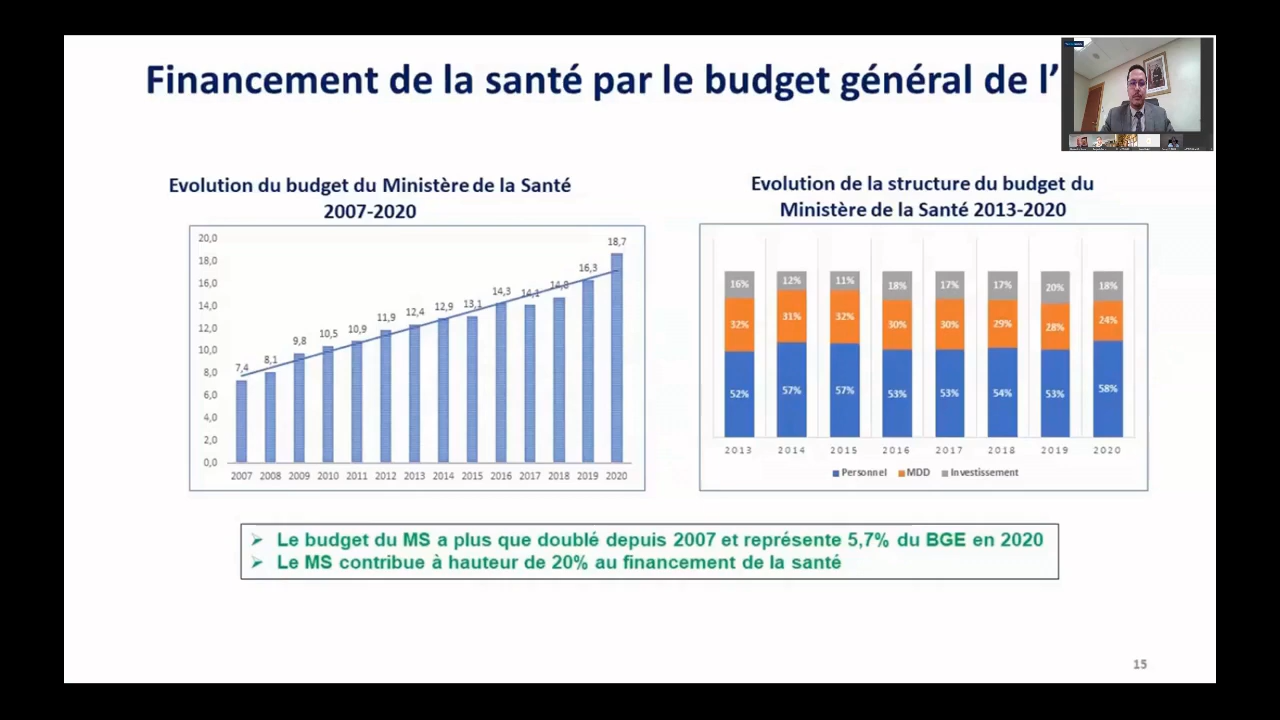 Financement de la santé par le budget général de l'
Evolution du budget du Ministère de la Santé
2007-2020
20,0
18,0
16,0
14,0
12,0
10,0
8,0
6,0
4,0
2,0
0,0
7,4
8,1
9,8
10,5
10,9
11,9
12,4
12,9
13,1
14,3
14,1
14,8
16,3
18,7
2007 2008 2009 2010 2011 2012 2013 2014 2015 2016 2017 2018 2019 2020
Evolution de la structure du budget du
Ministère de la Santé 2013-2020
16% 12% 11% 18% 17% 17% 20% 18%
32% 31% 32% 30% 30% 29% 28% 24%
52% 57% 57% 53% 53% 54% 53% 58%
2013 2014 2015 2016 2017 2018 2019 2020
Personnel MDD Investissement
➢ Le budget du MS a plus que doublé depuis 2007 et représente 5,7% du BGE en 2020
➢ Le MS contribue à hauteur de 20% au financement de la santé
15